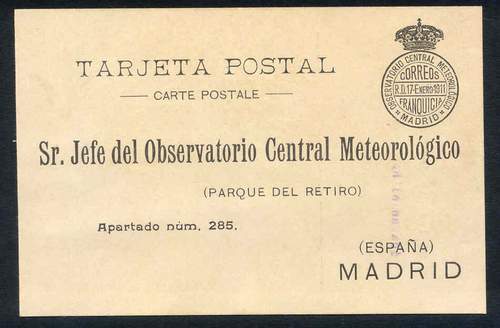 TARJETA POSTAL
CARTE POSTALE
OBSERVATORIO CENTRAL METEOROLÓGICO
CORREOS
R.D. 17-ENERO-1911
FRANQUICIA
MADRID
Sr. Jefe del Observatorio Central Meteorológico
(PARQUE DEL RETIRO)
Apartado núm. 285.
(ESPAÑA)
MADRID